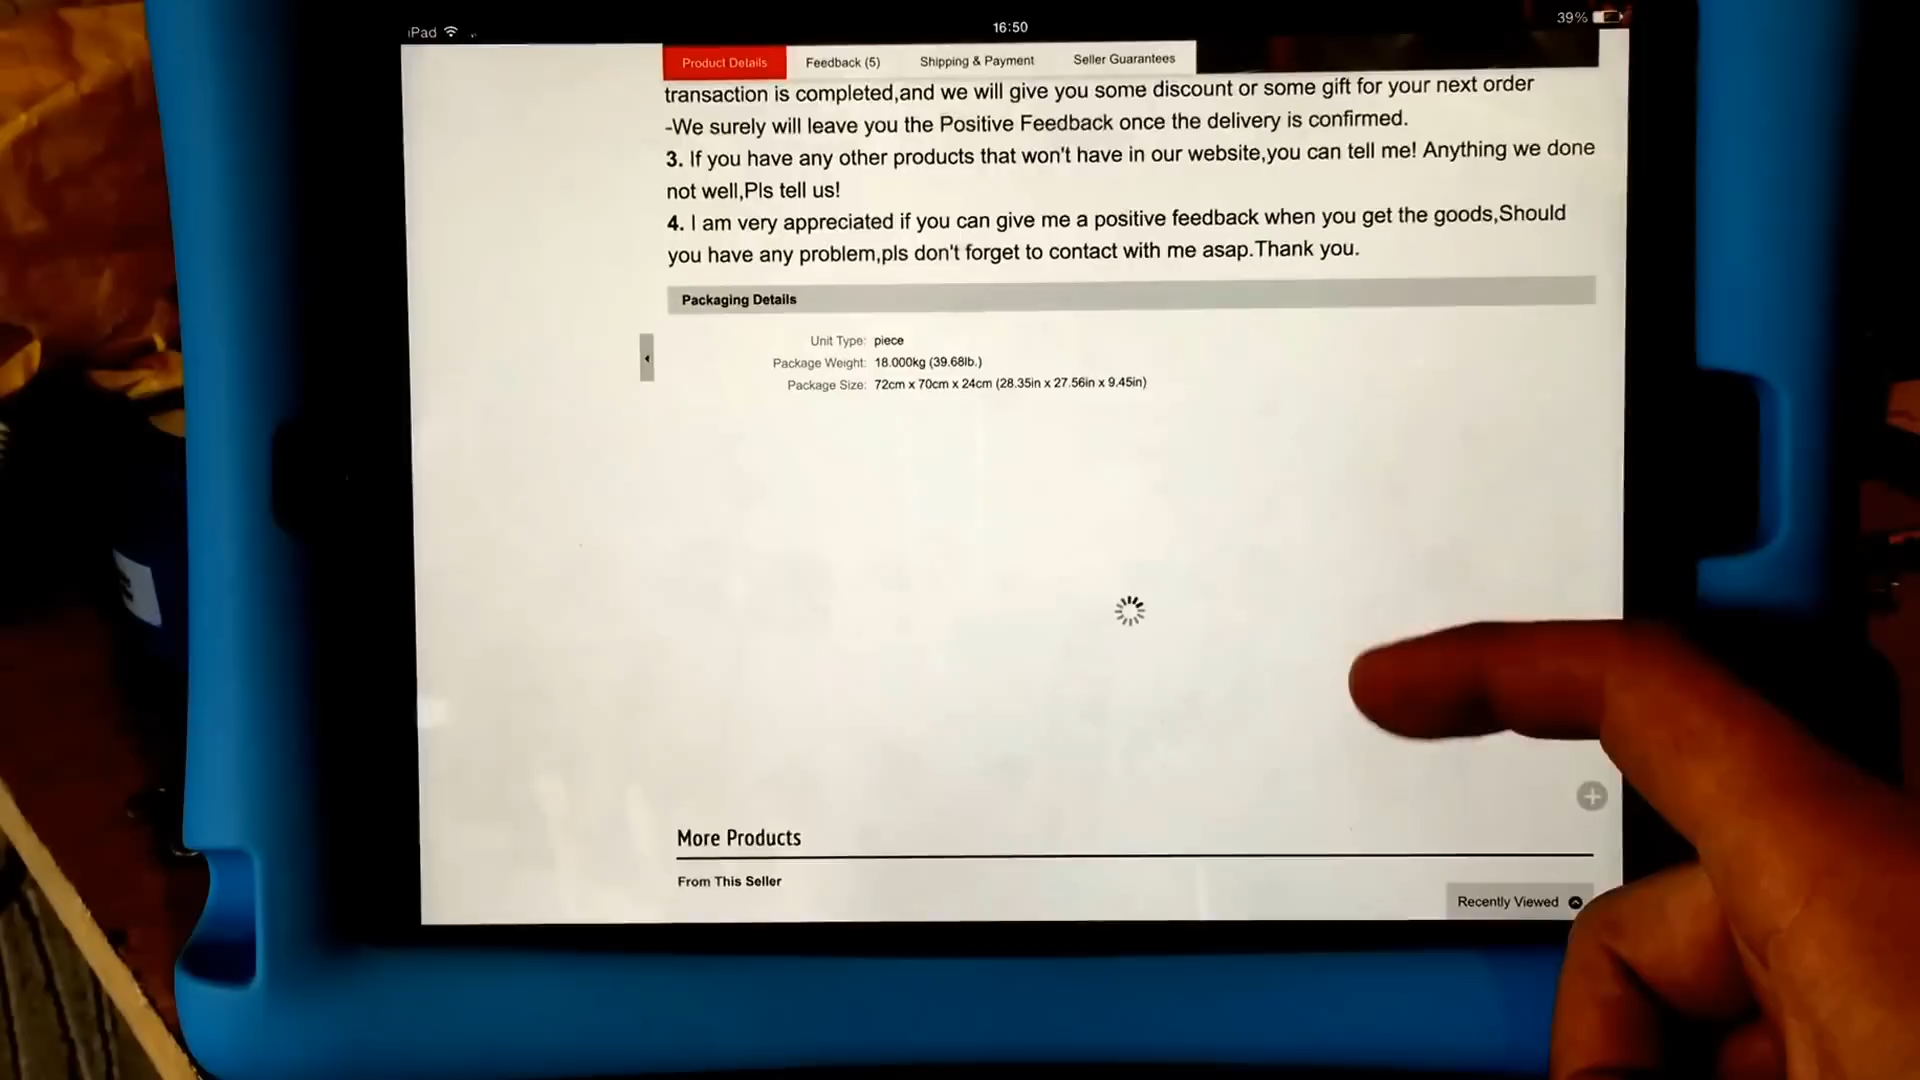 iPad
16:50
39%
Product Details
Feedback (5)
Shipping & Payment
Seller Guarantees
transaction is completed,and we will give you some discount or some gift for your next order
-We surely will leave you the Positive Feedback once the delivery is confirmed.
3. If you have any other products that won't have in our website,you can tell me! Anything we done
not well,Pls tell us!
4. I am very appreciated if you can give me a positive feedback when you get the goods,Should
you have any problem,pls don't forget to contact with me asap.Thank you.
Packaging Details
Unit Type: piece
Package Weight: 18.000kg (39.68lb.)
Package Size: 72cm x 70cm x 24cm (28.35in x 27.56in x 9.45in)
More Products
From This Seller
Recently Viewed